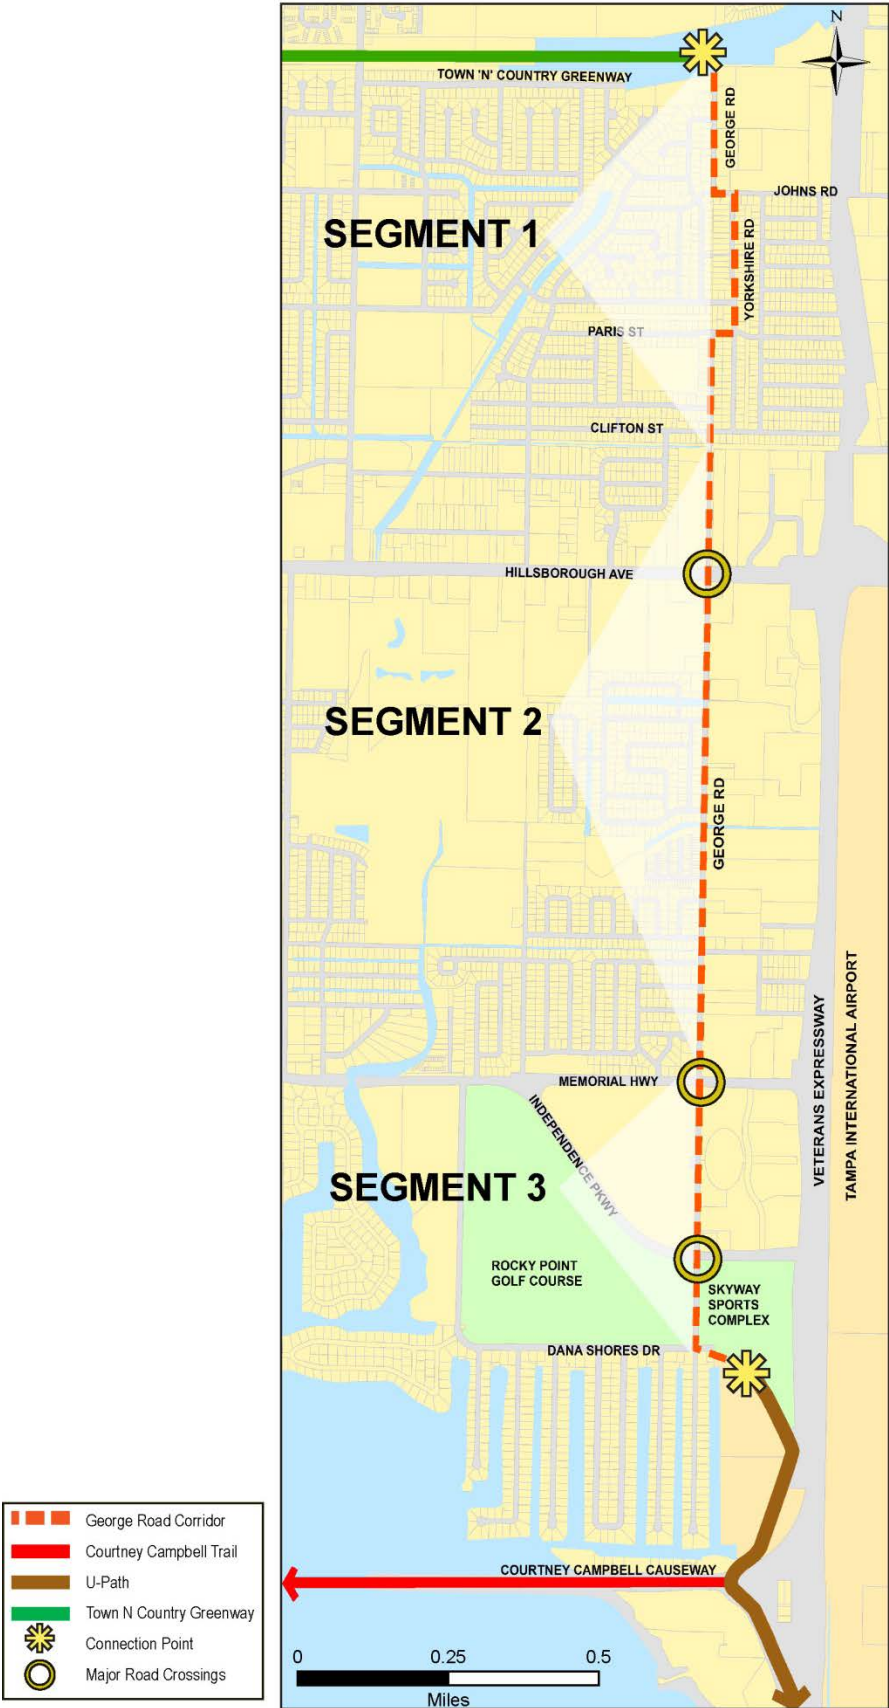 N
TOWN 'N' COUNTRY GREENWAY
GEORGE RD
JOHNS RD
SEGMENT 1
YORKSHIRE RD
PARIS ST
CLIFTON ST
HILLSBOROUGH AVE
SEGMENT 2
GEORGE RD
VETERANS EXPRESSWAY
TAMPA INTERNATIONAL AIRPORT
MEMORIAL HWY
INDEPENDENCE PKWY
SEGMENT 3
ROCKY POINT
GOLF COURSE
SKYWAY
SPORTS
COMPLEX
DANA SHORES DR
COURTNEY CAMPBELL CAUSEWAY
George Road Corridor
Courtney Campbell Trail
U-Path
Town N Country Greenway
Connection Point
Major Road Crossings
0 0.25 0.5
Miles